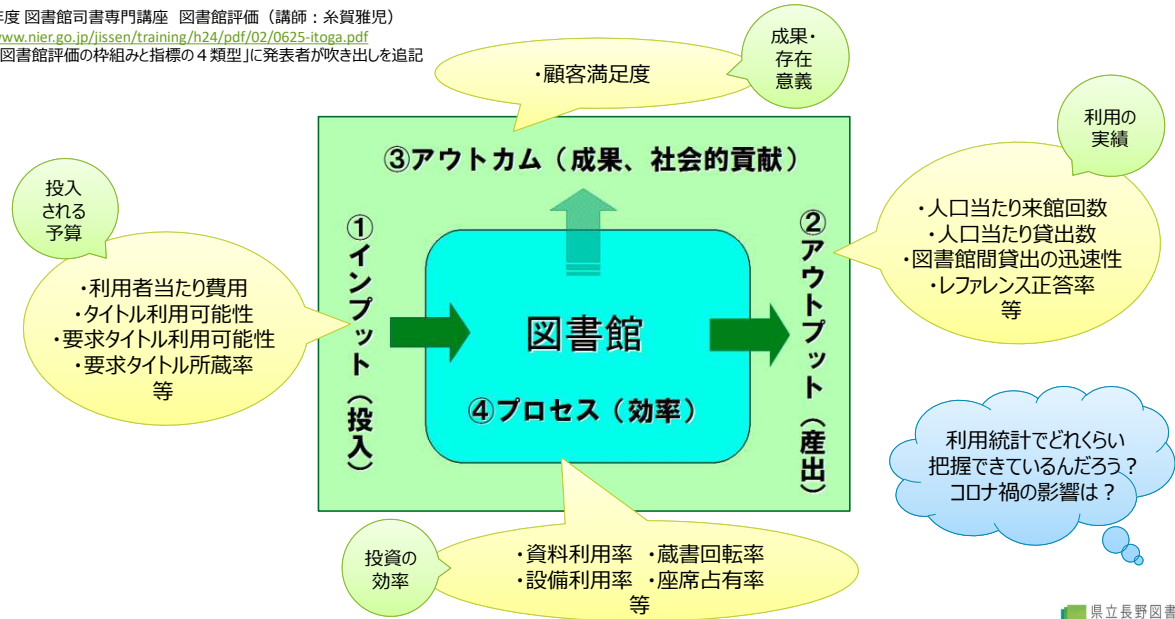 年度 図書館司書専門講座 図書館評価（講師：糸賀雅児）
www.nier.go.jp/jissen/training/h24/pdf/02/0625-itoga.pdf
図書館評価の枠組みと指標の４類型」に発表者が吹き出しを追記
・顧客満足度
成果・
存在
意義
利用の
実績
③アウトカム（成果、社会的貢献）
投入
される
予算
・利用者当たり費用
・タイトル利用可能性
・要求タイトル利用可能性
・要求タイトル所蔵率
等
①インプット（投入）
図書館
④プロセス（効率）
②アウトプット（産出）
・人口当たり来館回数
・人口当たり貸出数
・図書館間貸出の迅速性
・レファレンス正答率
等
利用統計でどれくらい
把握できているんだろう？
コロナ禍の影響は？
投資の
効率
・資料利用率 ・蔵書回転率
・設備利用率 ・座席占有率
等
県立長野図書